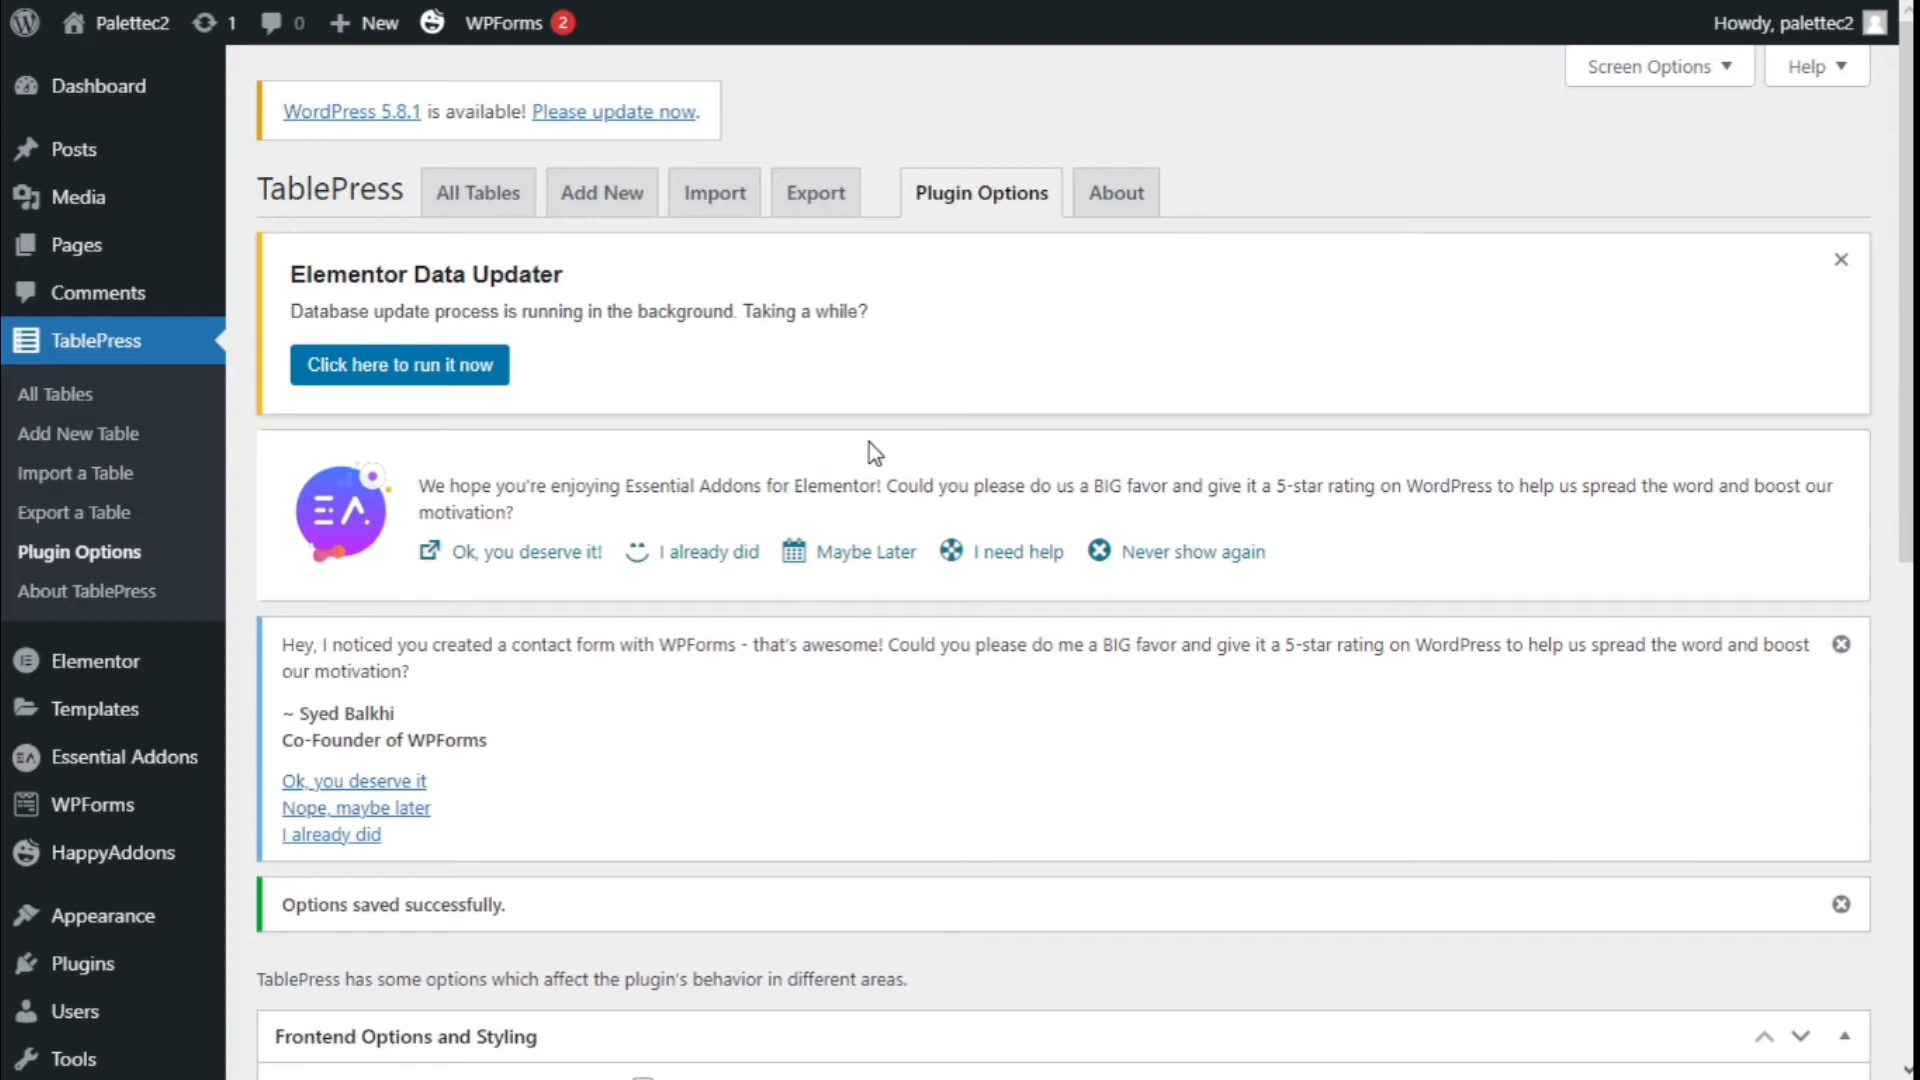 Palettec2 1 0 New WPForms 2 Howdy, palettec2
Screen Options Help
Dashboard
Posts
Media
Pages
Comments
TablePress
All Tables
Add New Table
Import a Table
Export a Table
Plugin Options
About TablePress
Elementor
Templates
Essential Addons
WPForms
HappyAddons
Appearance
Plugins
Users
Tools
WordPress 5.8.1 is available! Please update now.
TablePress All Tables Add New Import Export Plugin Options About
Elementor Data Updater
Database update process is running in the background. Taking a while?
Click here to run it now
We hope you're enjoying Essential Addons for Elementor! Could you please do us a BIG favor and give it a 5-star rating on WordPress to help us spread the word and boost our
motivation?
Ok, you deserve it! I already did Maybe Later I need help Never show again
Hey, I noticed you created a contact form with WPForms - that's awesome! Could you please do me a BIG favor and give it a 5-star rating on WordPress to help us spread the word and boost
our motivation?
~ Syed Balkhi
Co-Founder of WPForms
Ok, you deserve it
Nope, maybe later
I already did
Options saved successfully.
TablePress has some options which affect the plugin's behavior in different areas.
Frontend Options and Styling